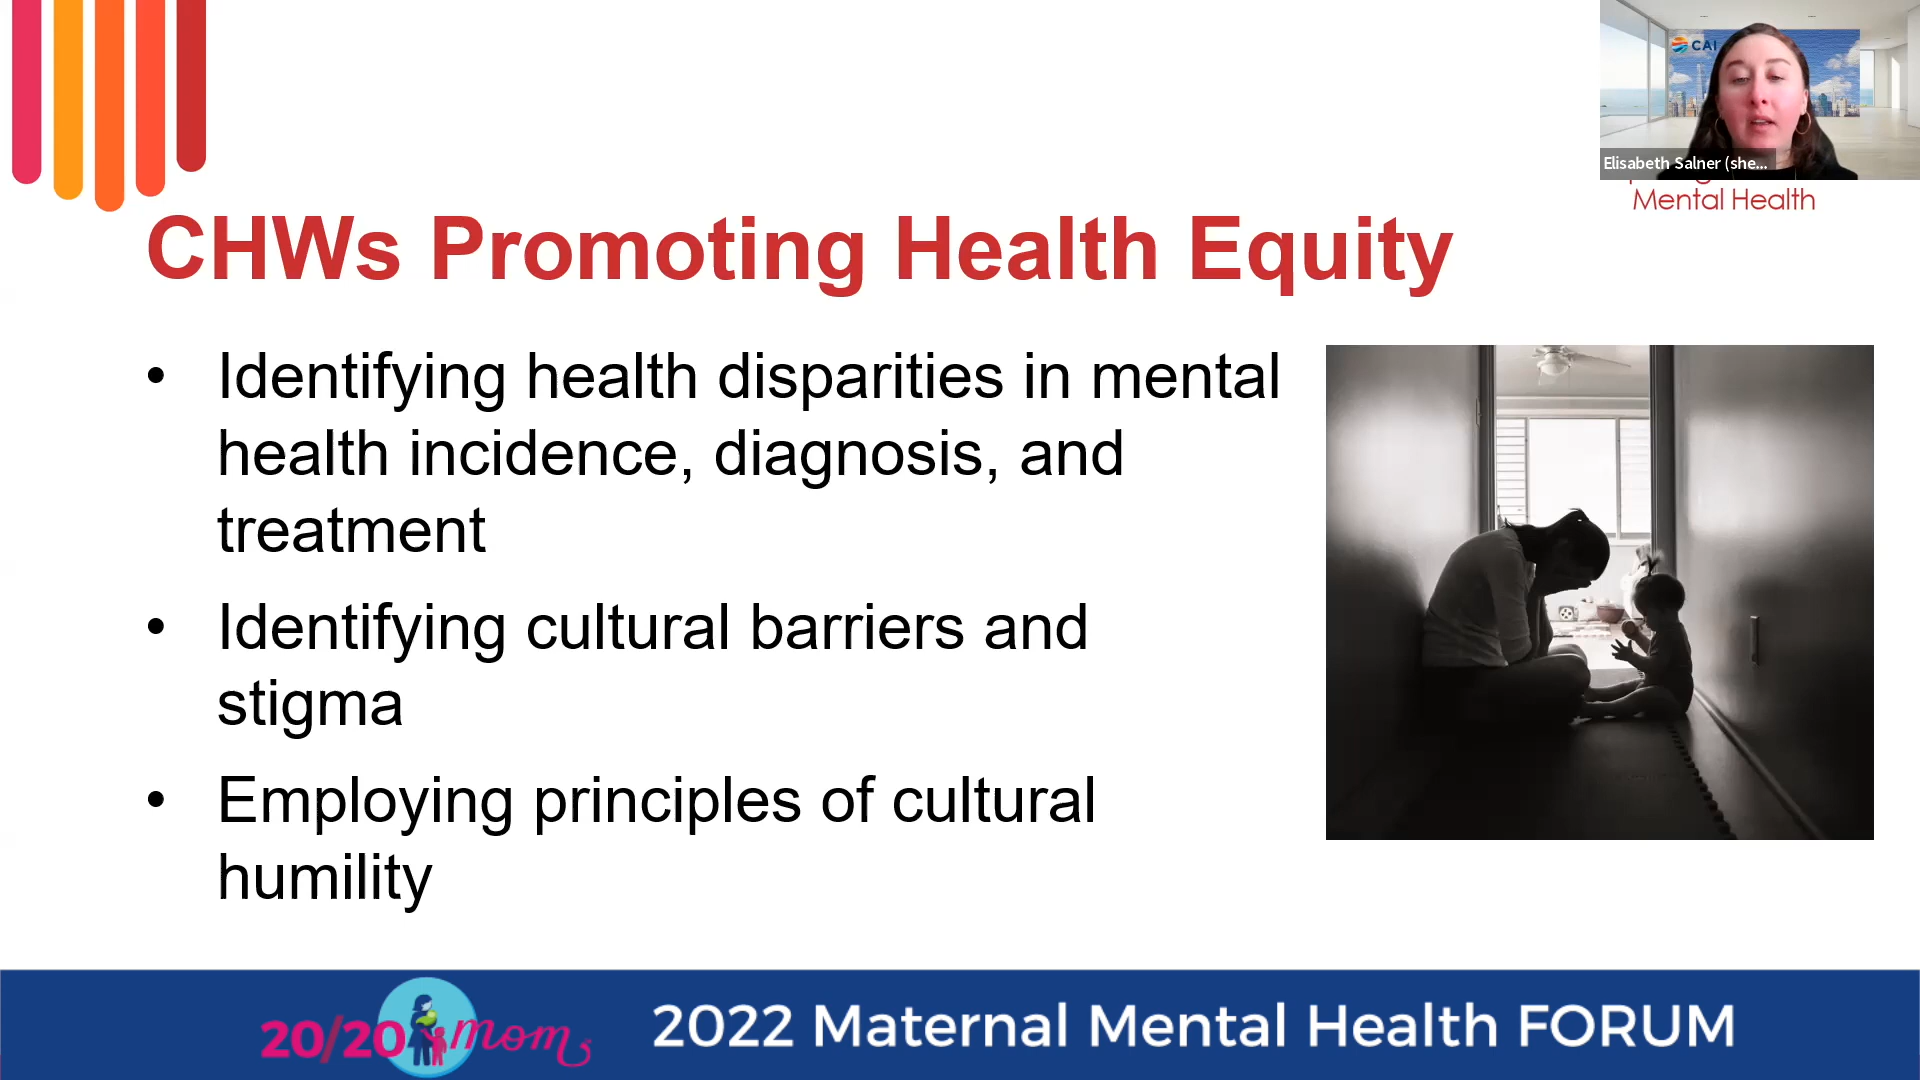 CAI
Elisabeth Salner (she...
Mental Health
CHWs Promoting Health Equity
• Identifying health disparities in mental
health incidence, diagnosis, and
treatment
• Identifying cultural barriers and
stigma
• Employing principles of cultural
humility
20/20 mom
2022 Maternal Mental Health FORUM